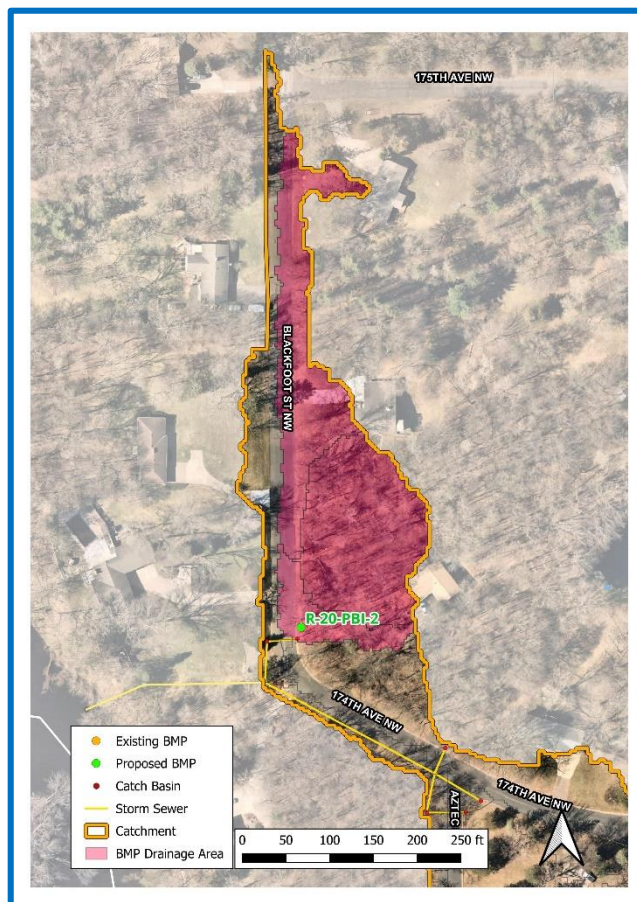 175TH AVE NW
BLACKFOOT ST NW
R-20-PBI-2
174TH AVE NW
174TH AVE NW
AZTEC
Existing BMP
Proposed BMP
Catch Basin
Storm Sewer
Catchment
BMP Drainage Area
0 50 100 150 200 250 ft